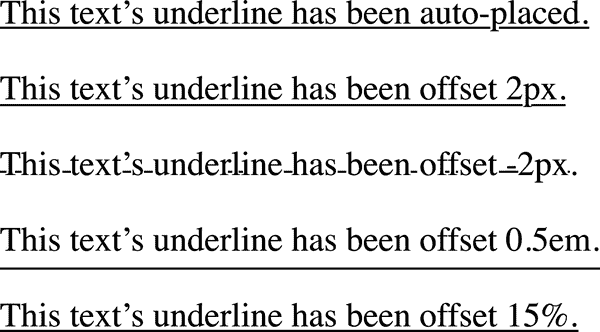 This text’s underline has been auto-placed.
This text’s underline has been offset 2px.
This text’s underline has been offset -2px.
This text’s underline has been offset 0.5em.
This text’s underline has been offset 15%.